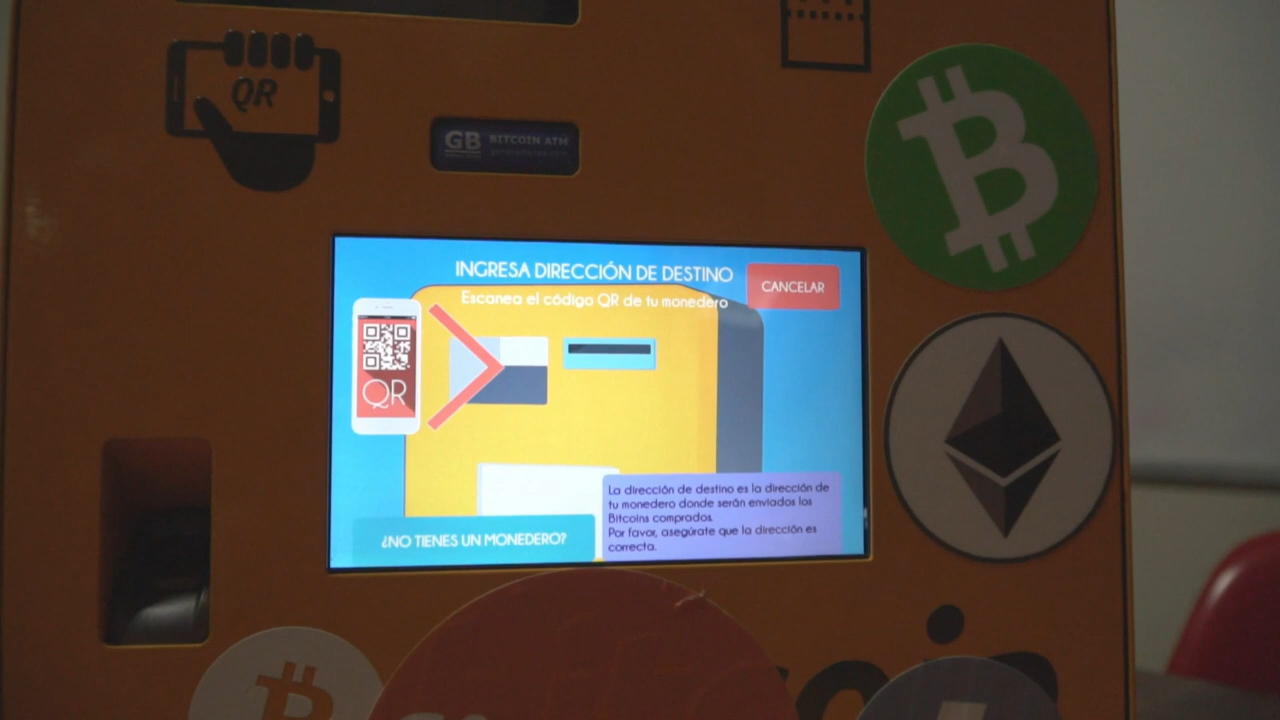 QR
GB BITCOIN ATM
INGRESA DIRECCIÓN DE DESTINO
CANCELAR
Escanea el código QR de tu monedero
QR
La dirección de destino es la dirección de
tu monedero donde serán enviados los
Bitcoins comprados.
Por favor, asegúrate que la dirección es
correcta.
¿NO TIENES UN MONEDERO?